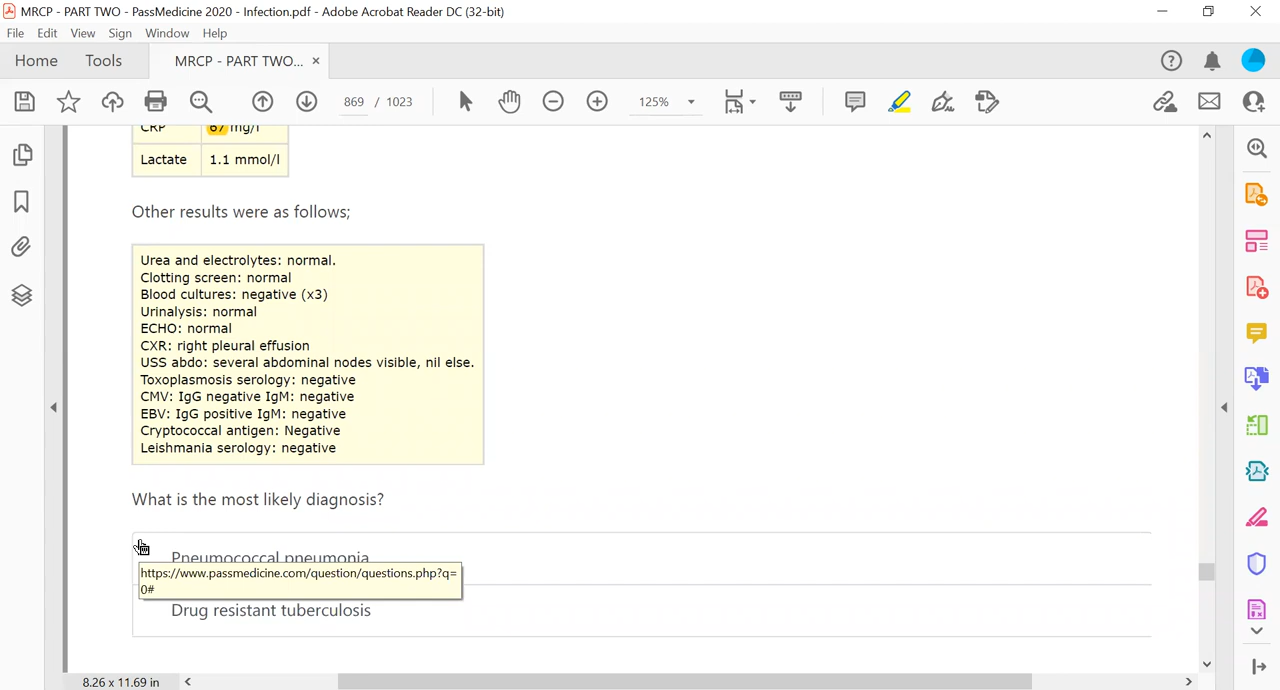 MRCP - PART TWO - PassMedicine 2020 - Infection.pdf - Adobe Acrobat Reader DC (32-bit)
File Edit View Sign Window Help
Home Tools MRCP - PART TWO... ×
869 / 1023 125%
CRP 67 mg/l
Lactate 1.1 mmol/l
Other results were as follows;
Urea and electrolytes: normal.
Clotting screen: normal
Blood cultures: negative (x3)
Urinalysis: normal
ECHO: normal
CXR: right pleural effusion
USS abdo: several abdominal nodes visible, nil else.
Toxoplasmosis serology: negative
CMV: IgG negative IgM: negative
EBV: IgG positive IgM: negative
Cryptococcal antigen: Negative
Leishmania serology: negative
What is the most likely diagnosis?
Pneumococcal pneumonia
https://www.passmedicine.com/question/questions.php?q=
0#
Drug resistant tuberculosis
8.26 x 11.69 in